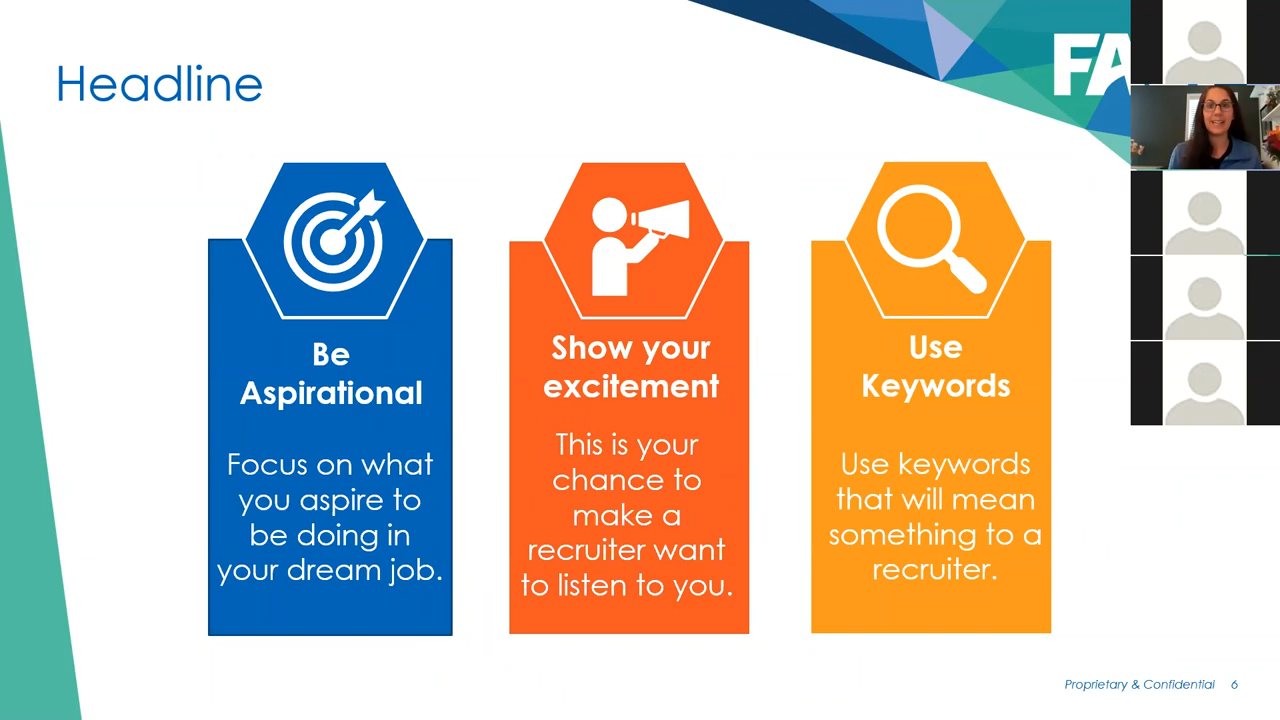 Headline
FA
Be
Aspirational
Focus on what
you aspire to
be doing in
your dream job.
Show your
excitement
This is your
chance to
make a
recruiter want
to listen to you.
Use
Keywords
Use keywords
that will mean
something to a
recruiter.
Proprietary & Confidential 6